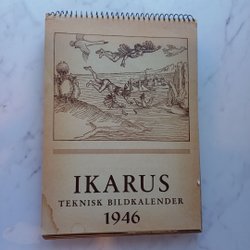 IKARUS
TEKNISK BILDKALENDER
1946